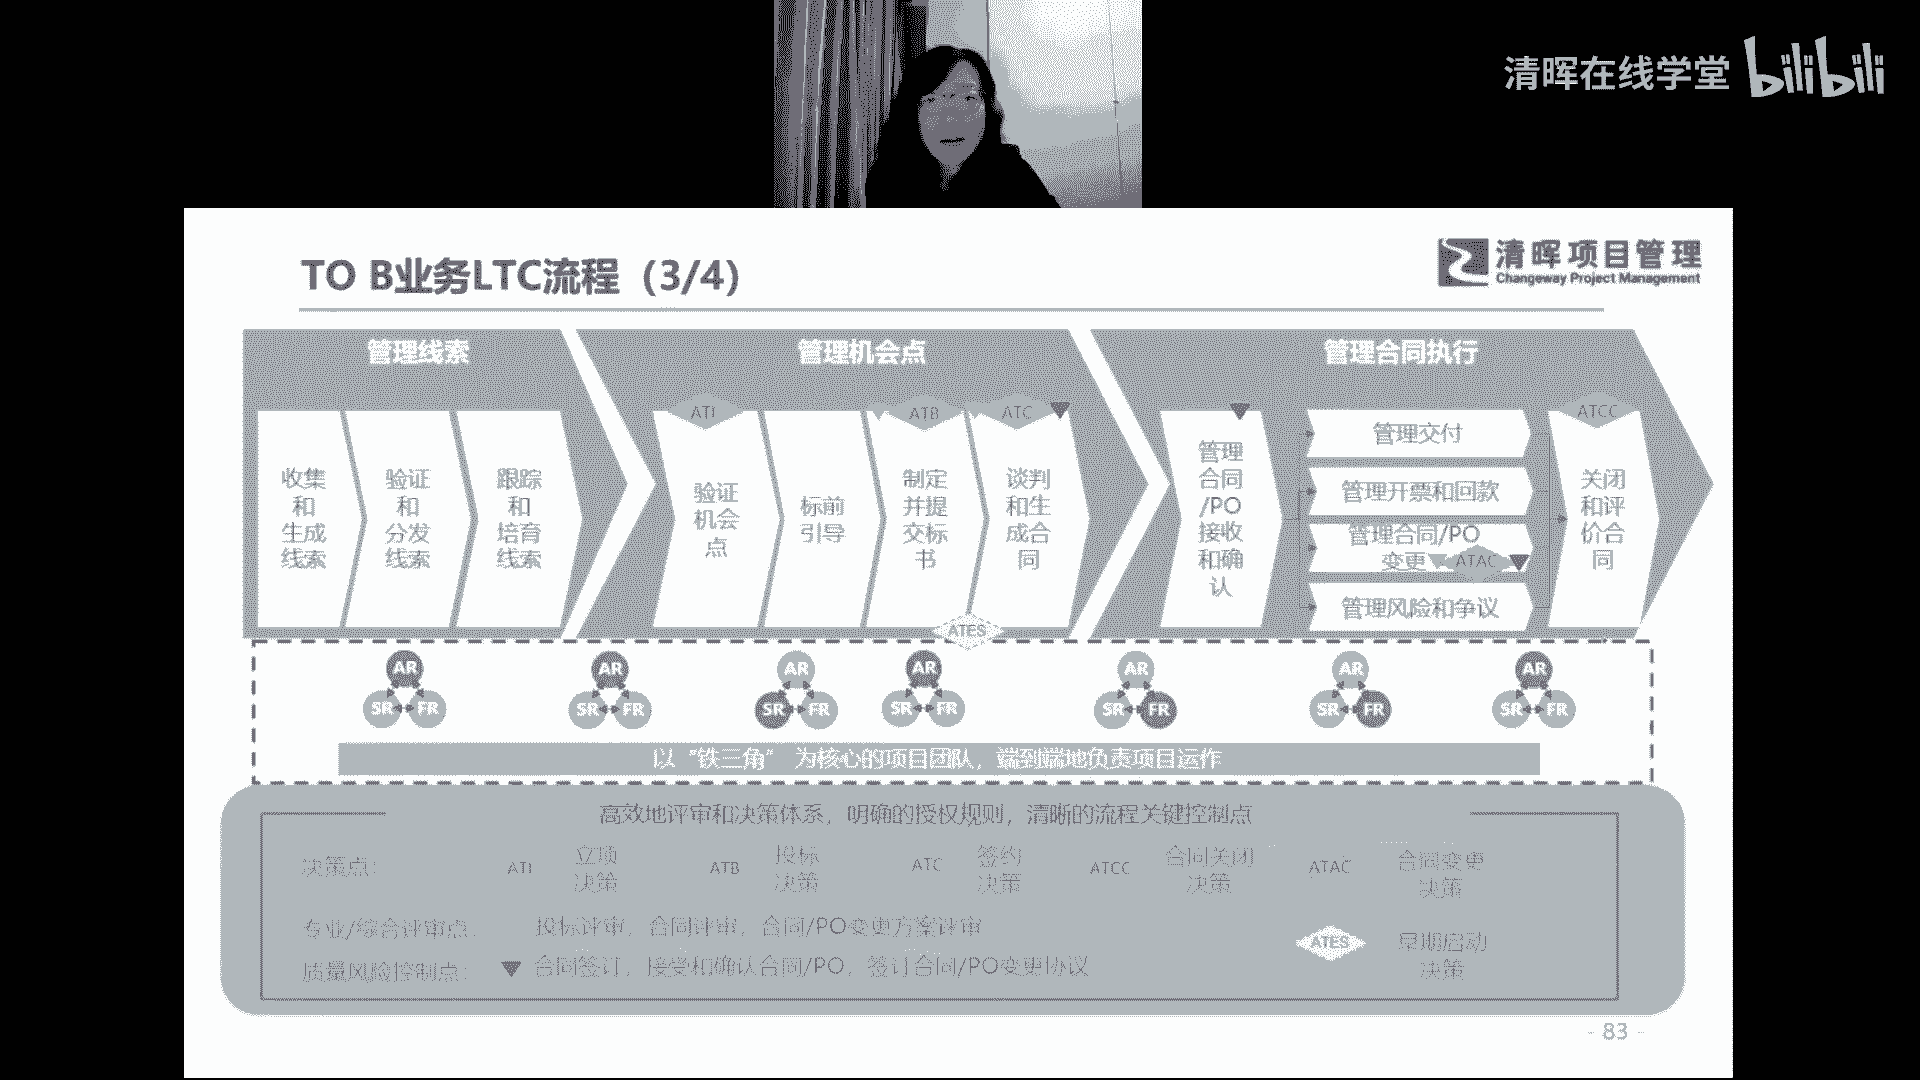 清晖在线学堂 bilibili
TO B业务LTC流程（3/4）
清晖项目管理
Changeway Project Management
管理线索
管理机会点
管理合同执行
ATI
ATB
ATC
ATCC
收集
和
生成
线索
验证
和
分发
线索
跟踪
和
培育
线索
验证
机会
点
标前
引导
制定
并提
交标
书
谈判
和生
成合
同
管理
合同
/PO
接收
和确
认
管理交付
管理开票和回款
管理合同/PO
变更
ATAC
管理风险和争议
关闭
和评
价合
同
ATES
AR
SR FR
AR
SR FR
AR
SR FR
AR
SR FR
AR
SR FR
AR
SR FR
AR
SR FR
以“铁三角” 为核心的项目团队，端到端地负责项目运作
高效地评审和决策体系，明确的授权规则，清晰的流程关键控制点
决策点：
ATI 立项
决策
ATB 投标
决策
ATC 签约
决策
ATCC 合同关闭
决策
ATAC 合同变更
决策
专业/综合评审点： 投标评审，合同评审，合同/PO变更方案评审
ATES 早期启动
决策
质量风险控制点： 合同签订，接受和确认合同/PO，签订合同/PO变更协议
- 83 -